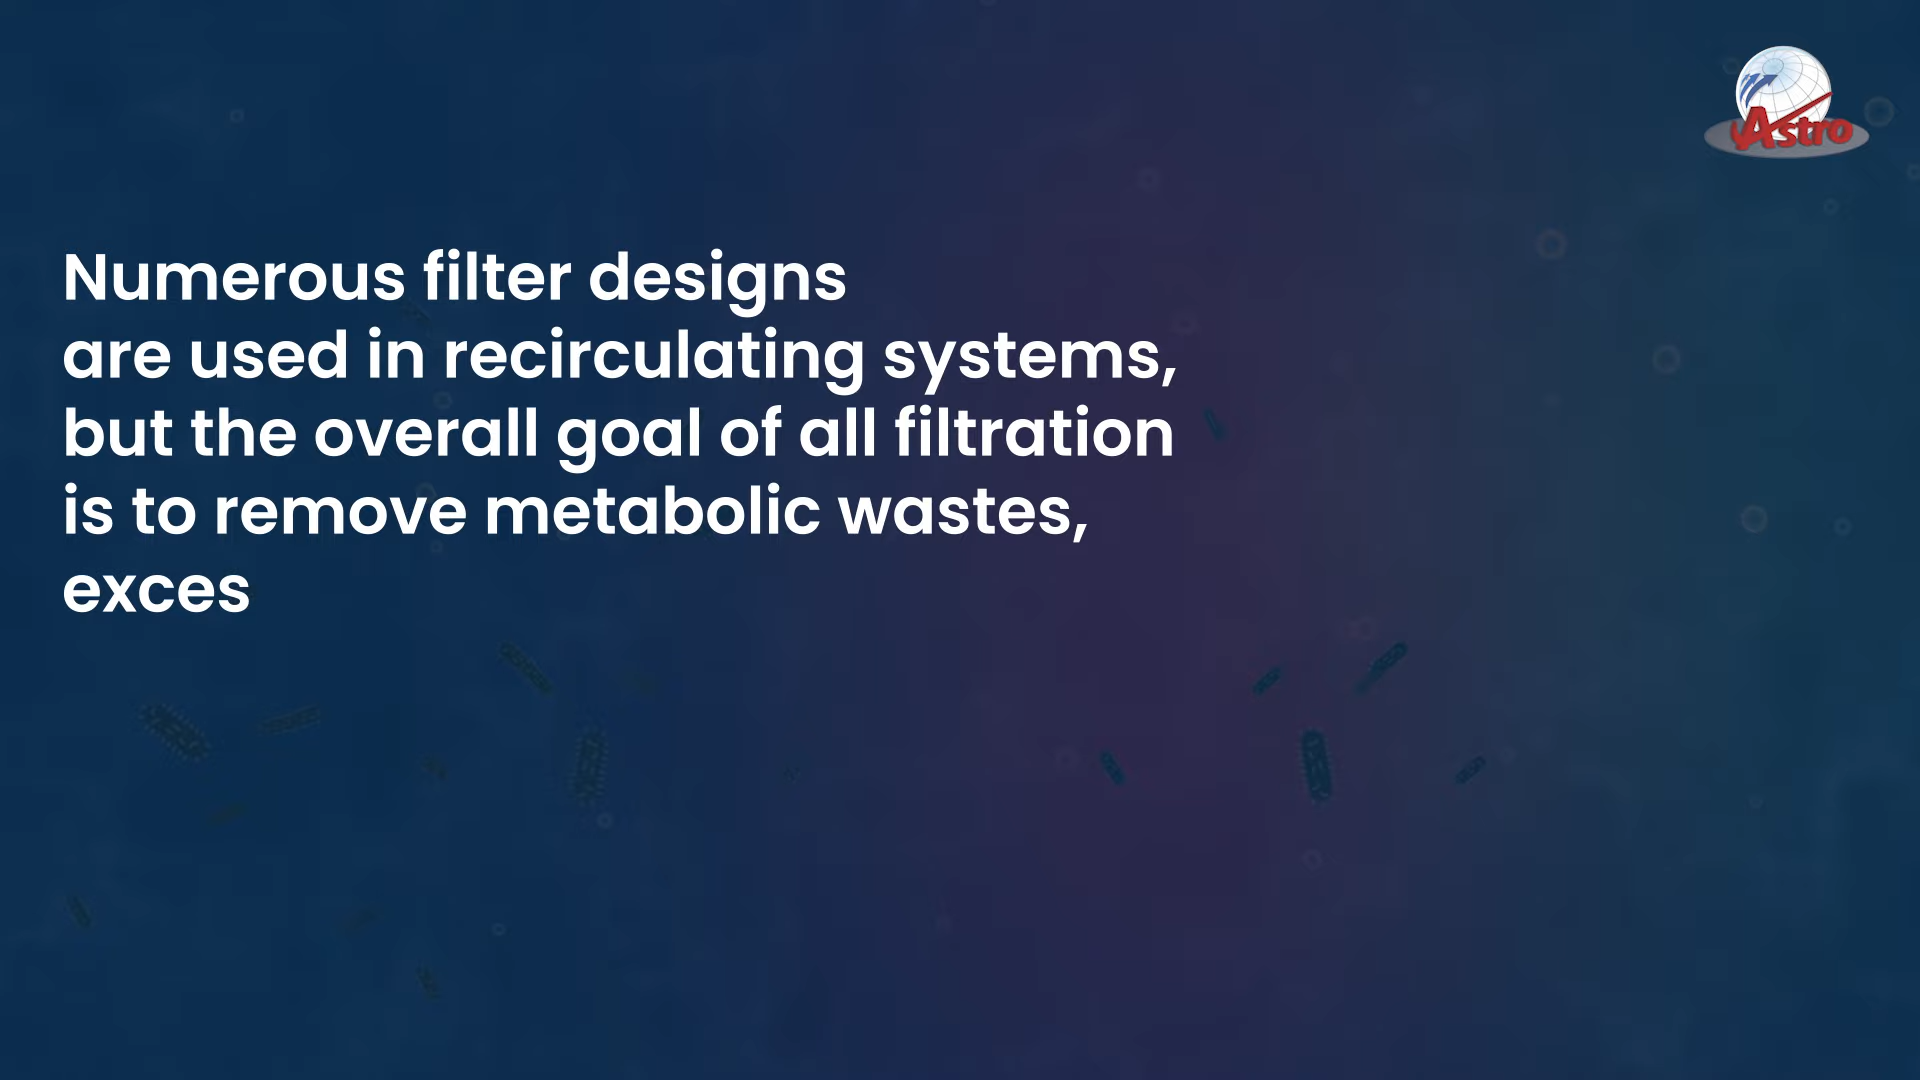 Astro
Numerous filter designs
are used in recirculating systems,
but the overall goal of all filtration
is to remove metabolic wastes,
exces